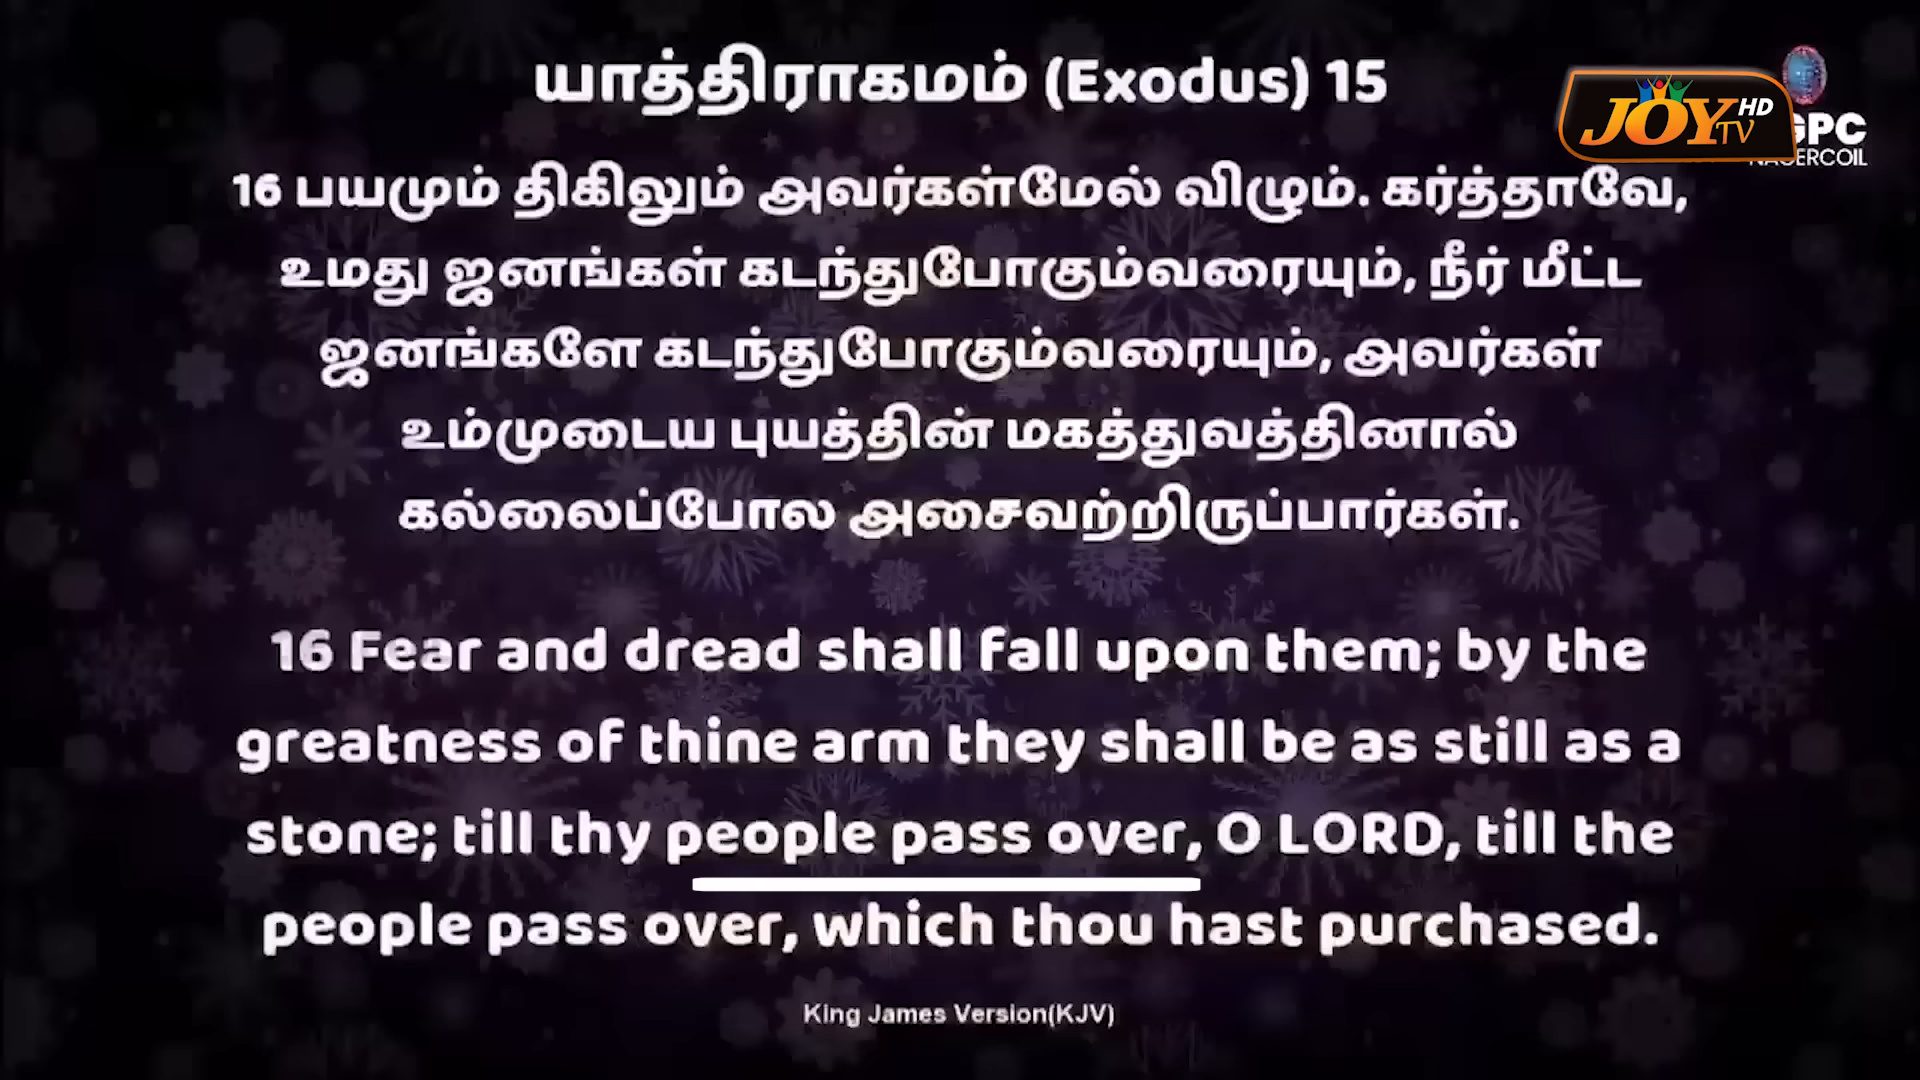 யாத்திராகமம் (Exodus) 15
JOY TV HD
GPC
NAGERCOIL
16 பயமும் திகிலும் அவர்கள்மேல் விழும். கர்த்தாவே,
உமது ஜனங்கள் கடந்துபோகும்வரையும், நீர் மீட்ட
ஜனங்களே கடந்துபோகும்வரையும், அவர்கள்
உம்முடைய புயத்தின் மகத்துவத்தினால்
கல்லைப்போல அசைவற்றிருப்பார்கள்.
16 Fear and dread shall fall upon them; by the
greatness of thine arm they shall be as still as a
stone; till thy people pass over, O LORD, till the
people pass over, which thou hast purchased.
King James Version(KJV)